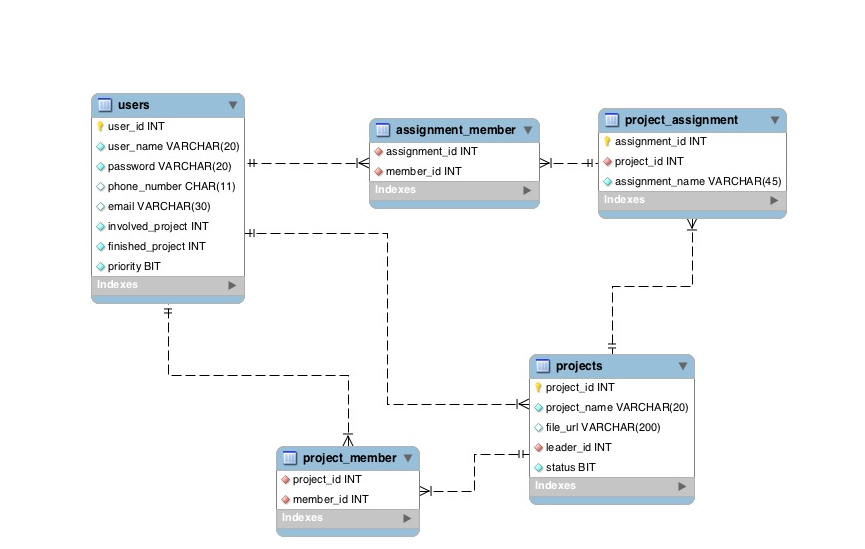 users
user_id INT
user_name VARCHAR(20)
password VARCHAR(20)
phone_number CHAR(11)
email VARCHAR(30)
involved_project INT
finished_project INT
priority BIT
Indexes
assignment_member
assignment_id INT
member_id INT
Indexes
project_assignment
assignment_id INT
project_id INT
assignment_name VARCHAR(45)
Indexes
projects
project_id INT
project_name VARCHAR(20)
file_url VARCHAR(200)
leader_id INT
status BIT
Indexes
project_member
project_id INT
member_id INT
Indexes